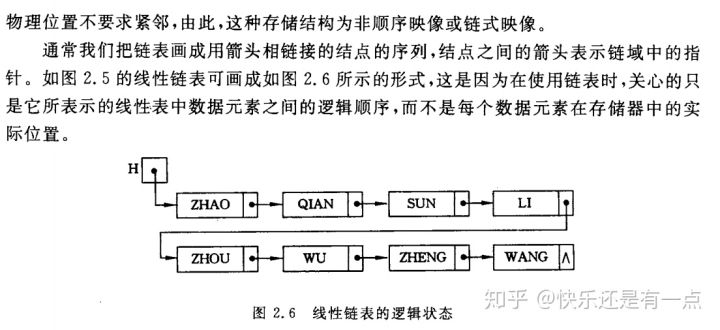 物理位置不要求紧邻,由此,这种存储结构为非顺序映像或链式映像。
通常我们把链表画成用箭头相链接的结点的序列,结点之间的箭头表示链域中的指
针。如图 2.5 的线性链表可画成如图 2.6 所示的形式,这是因为在使用链表时,关心的只
是它所表示的线性表中数据元素之间的逻辑顺序,而不是每个数据元素在存储器中的实
际位置。
H
ZHAO QIAN SUN LI
ZHOU WU ZHENG WANG ∧
知乎 @快乐还是有一点
图 2.6 线性链表的逻辑状态